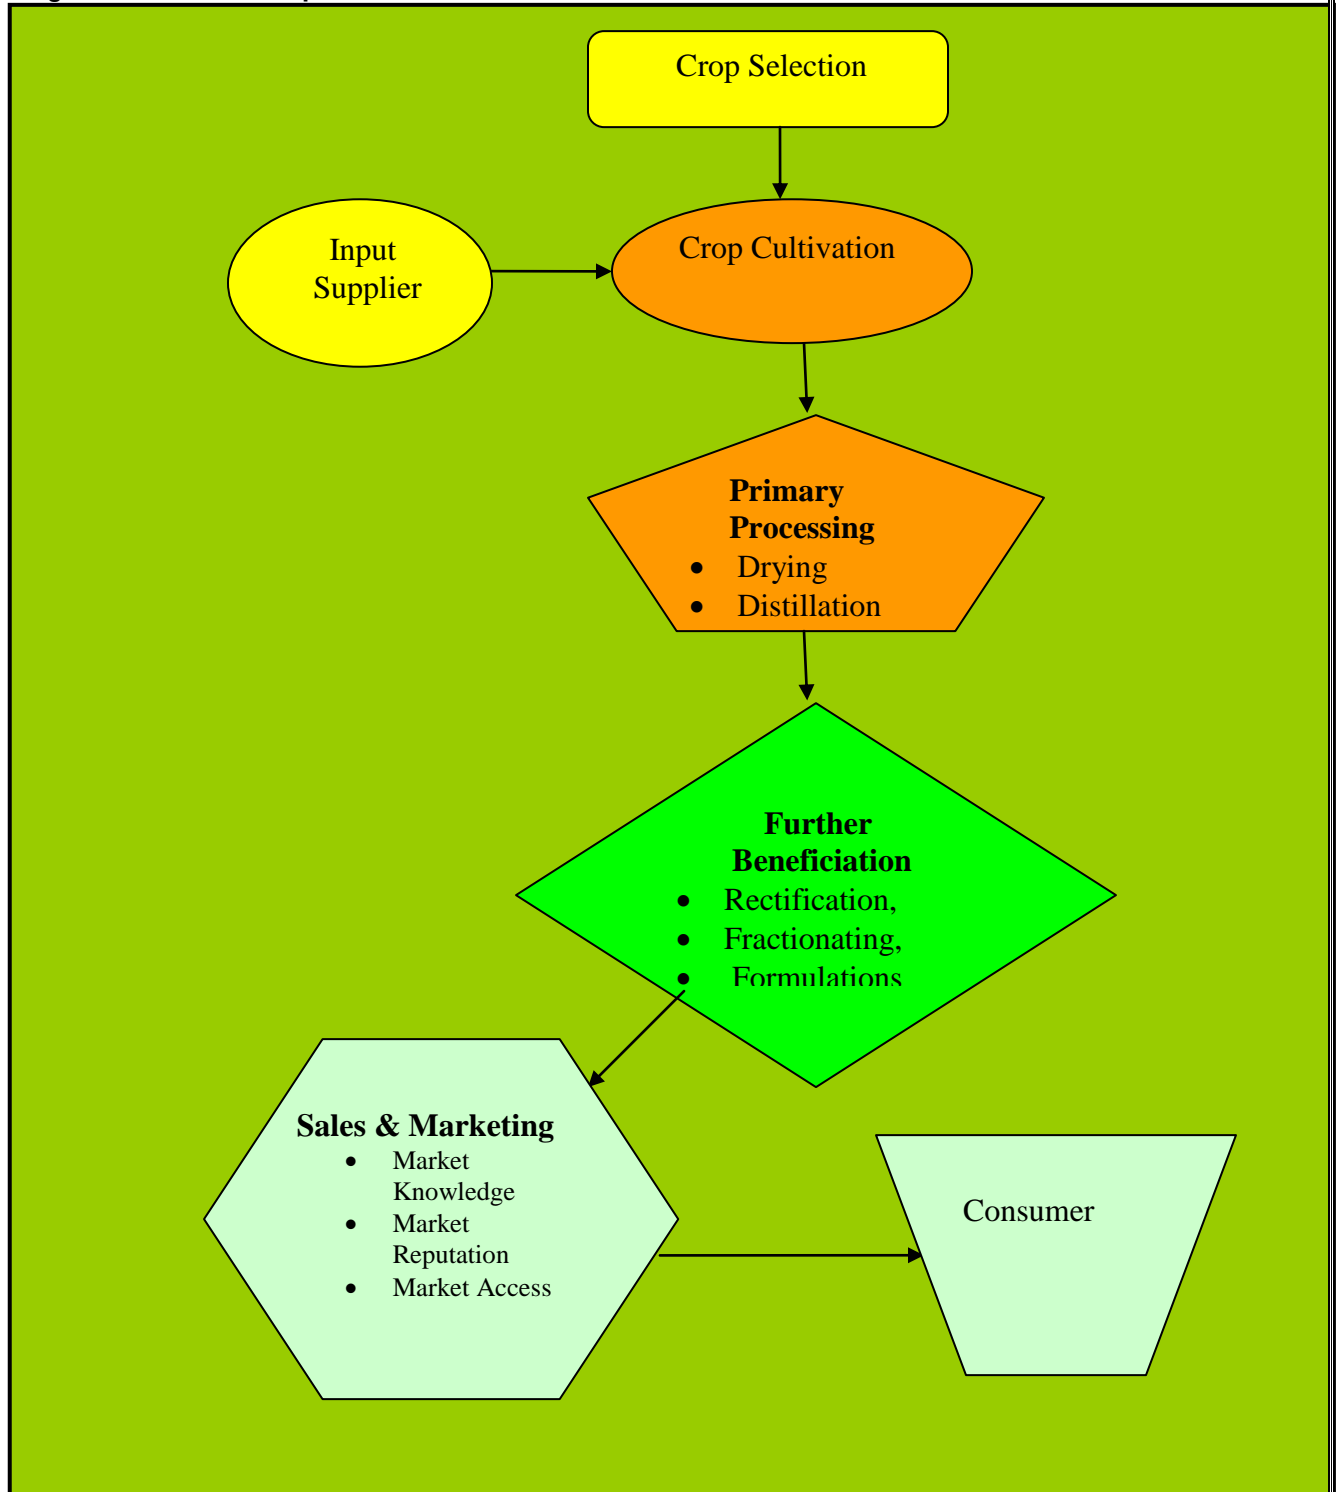 Crop Selection
Input
Supplier
Crop Cultivation
Primary
Processing
• Drying
• Distillation
Further
Beneficiation
• Rectification,
• Fractionating,
• Formulations
Sales & Marketing
• Market
Knowledge
• Market
Reputation
• Market Access
Consumer